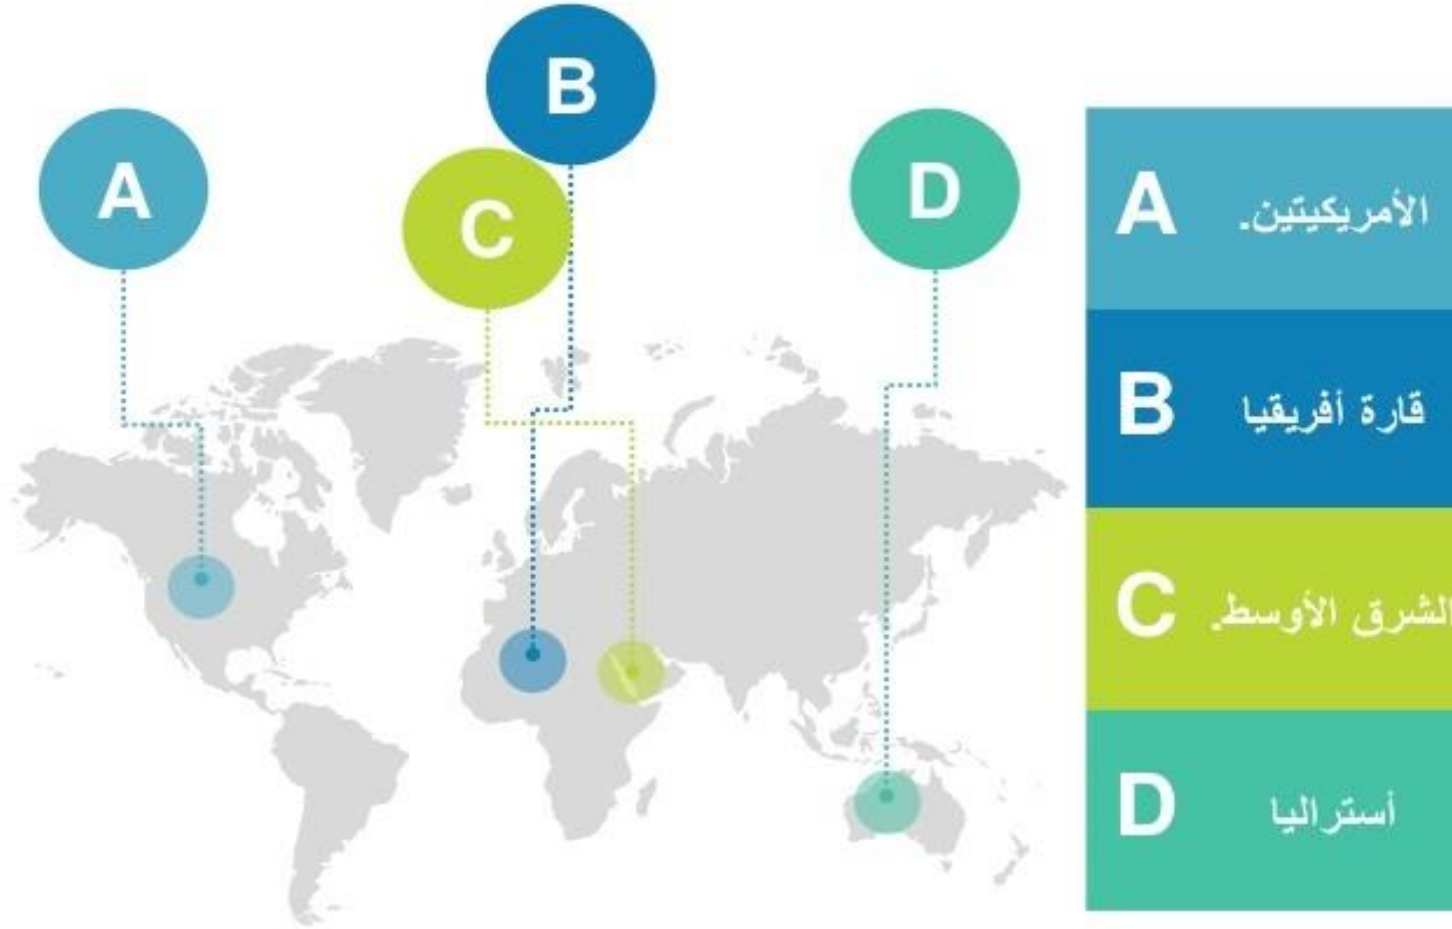 B
A
C
D
A الأمريكيتين.
B قارة أفريقيا
C الشرق الأوسط.
D أستراليا